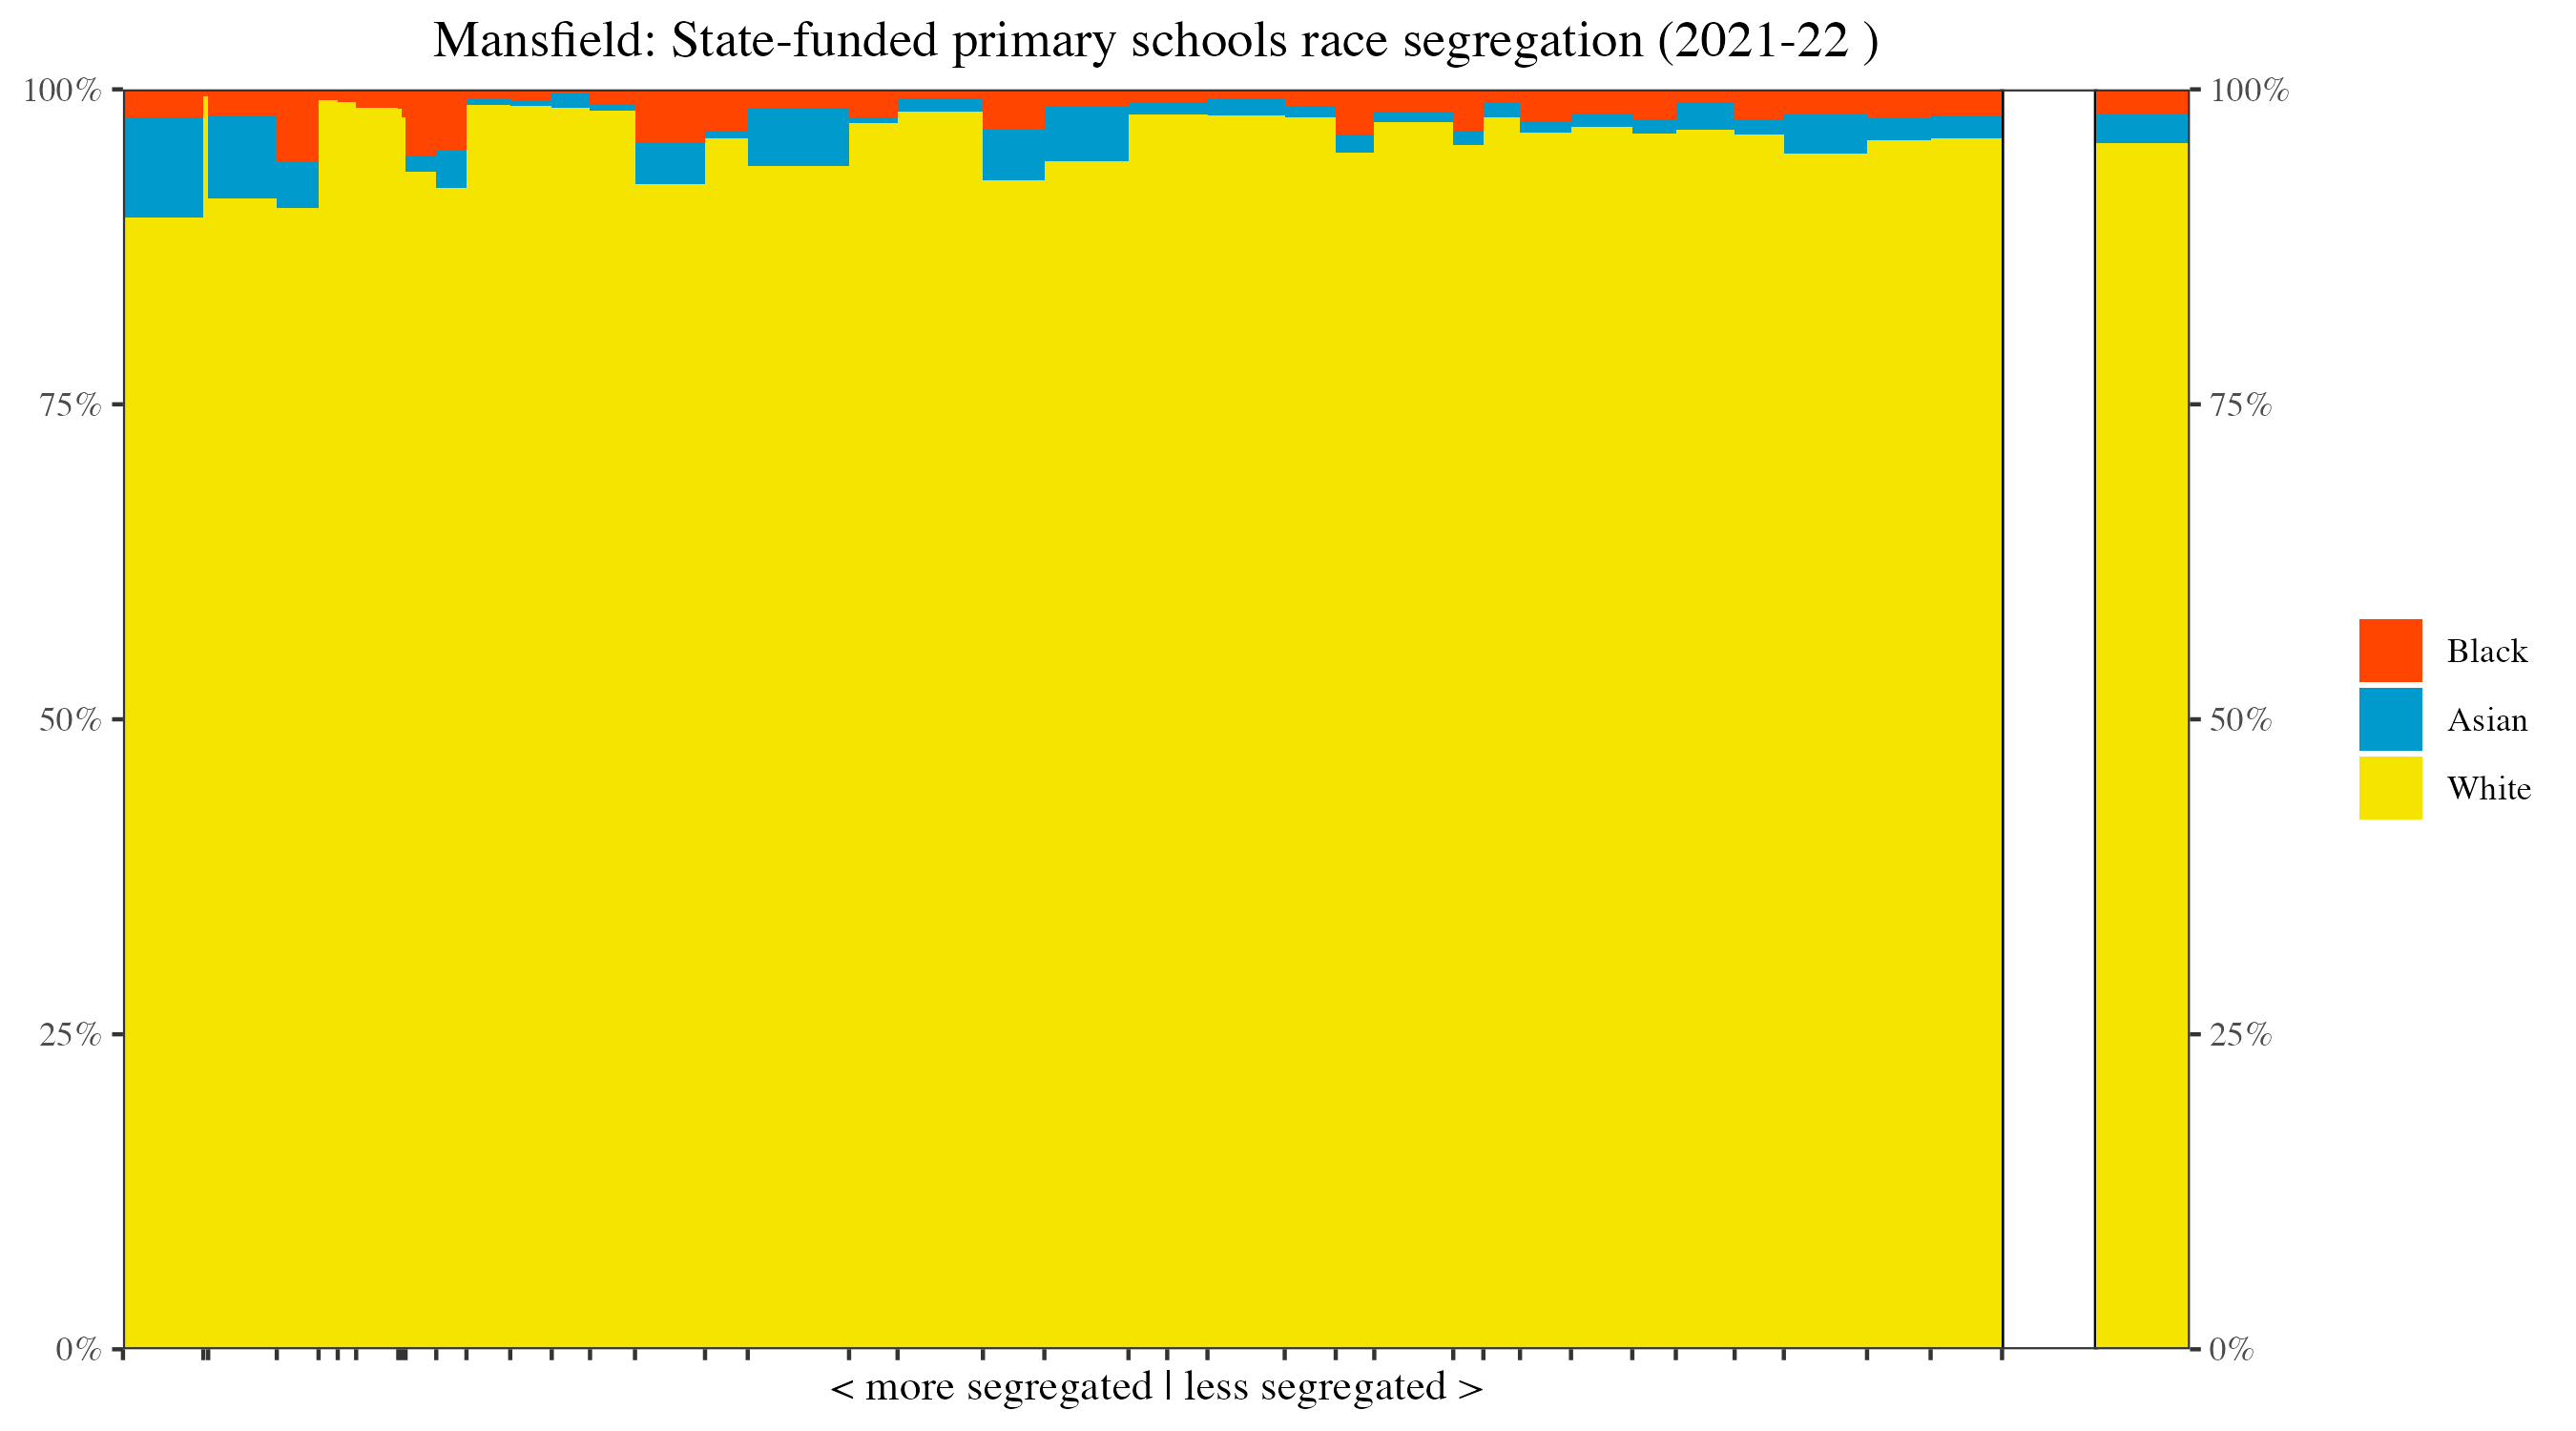 Mansfield: State-funded primary schools race segregation (2021-22 )
100%
75%
50%
25%
0%
100%
75%
50%
25%
0%
Black
Asian
White
< more segregated | less segregated >